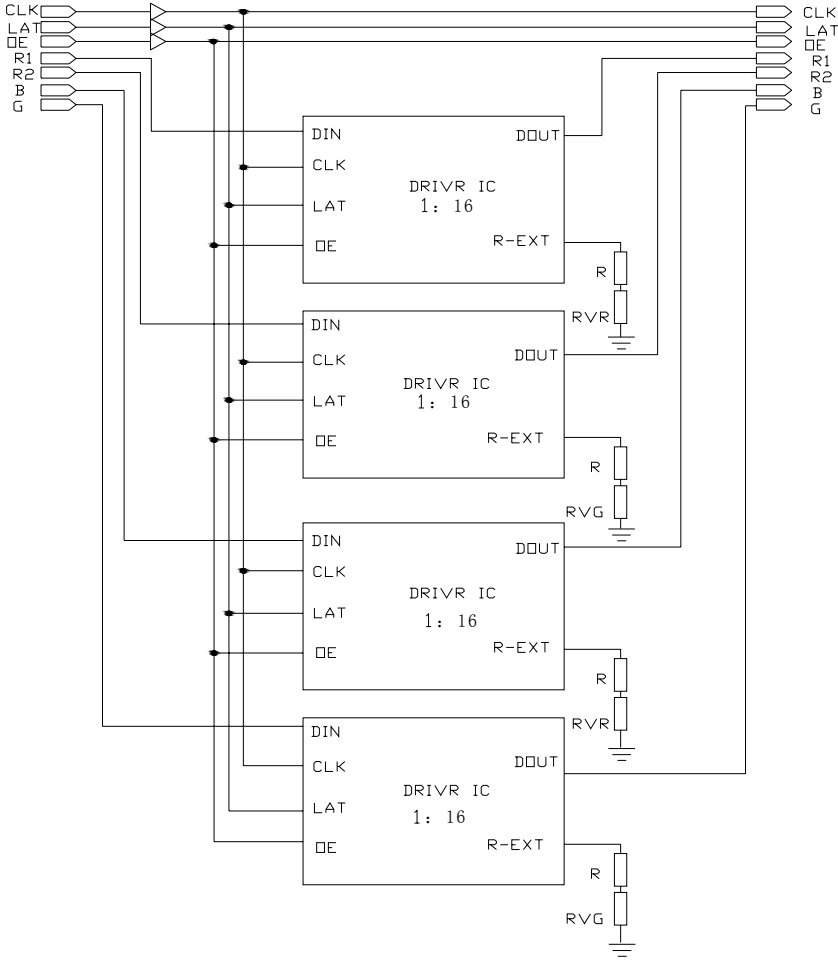 CLK CLK
LAT LAT
OE OE
R1 R1
R2 R2
B B
G G
DIN DOUT
CLK
DRIVR IC
LAT 1: 16
OE R-EXT
R
RVR
DIN
CLK DOUT
DRIVR IC
LAT 1: 16
OE R-EXT
R
RVG
DIN DOUT
CLK
DRIVR IC
LAT 1: 16
OE R-EXT
R
RVR
DIN
CLK DOUT
DRIVR IC
LAT 1: 16
OE R-EXT
R
RVG